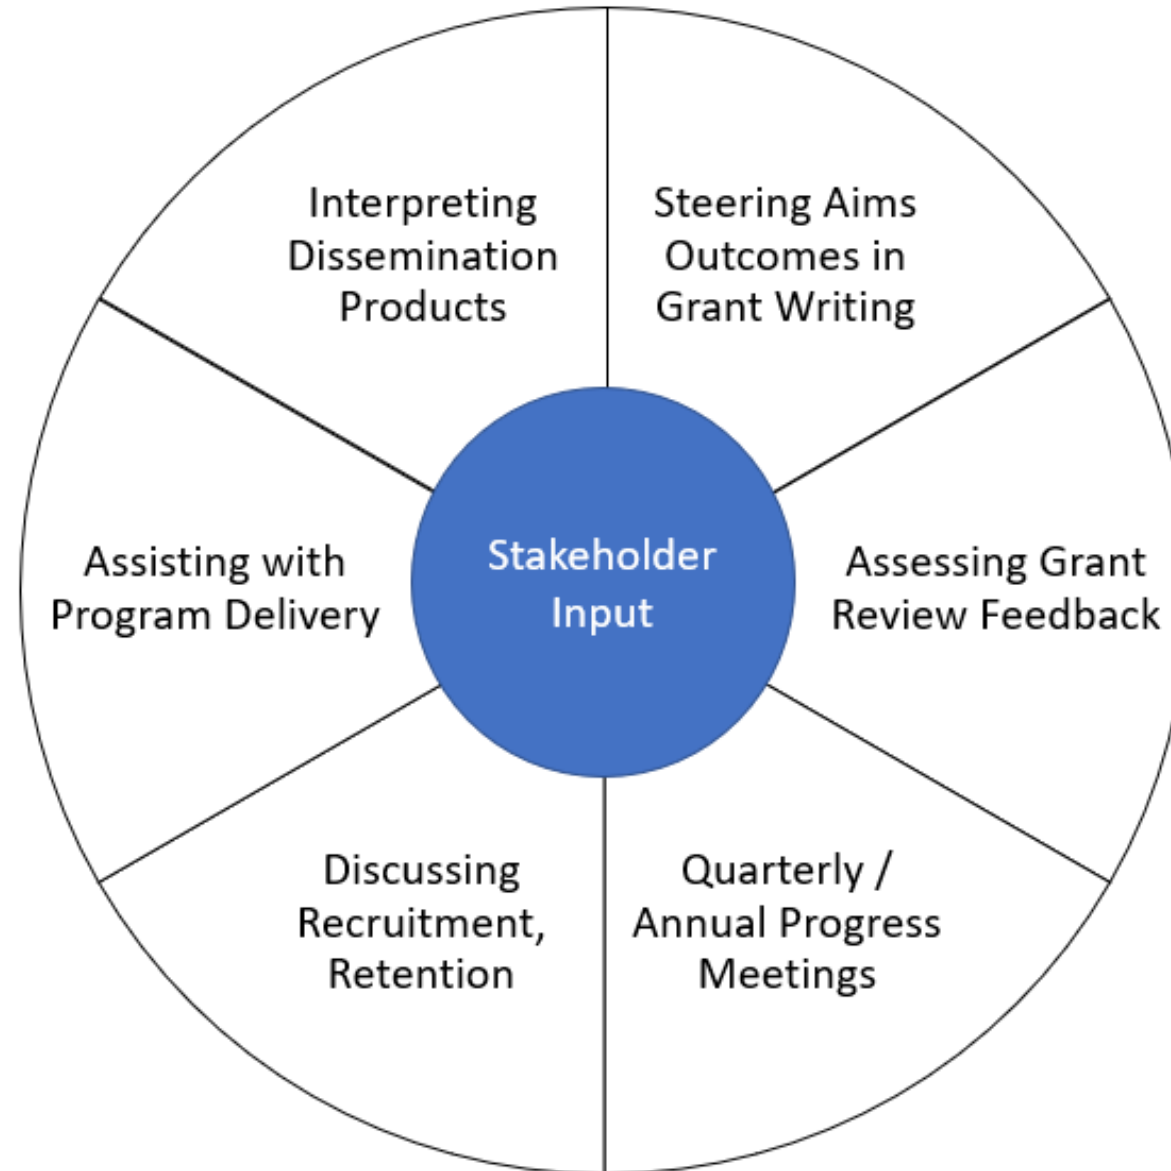 Interpreting
Dissemination
Products
Steering Aims
Outcomes in
Grant Writing
Assisting with
Program Delivery
Stakeholder
Input
Assessing Grant
Review Feedback
Discussing
Recruitment,
Retention
Quarterly /
Annual Progress
Meetings